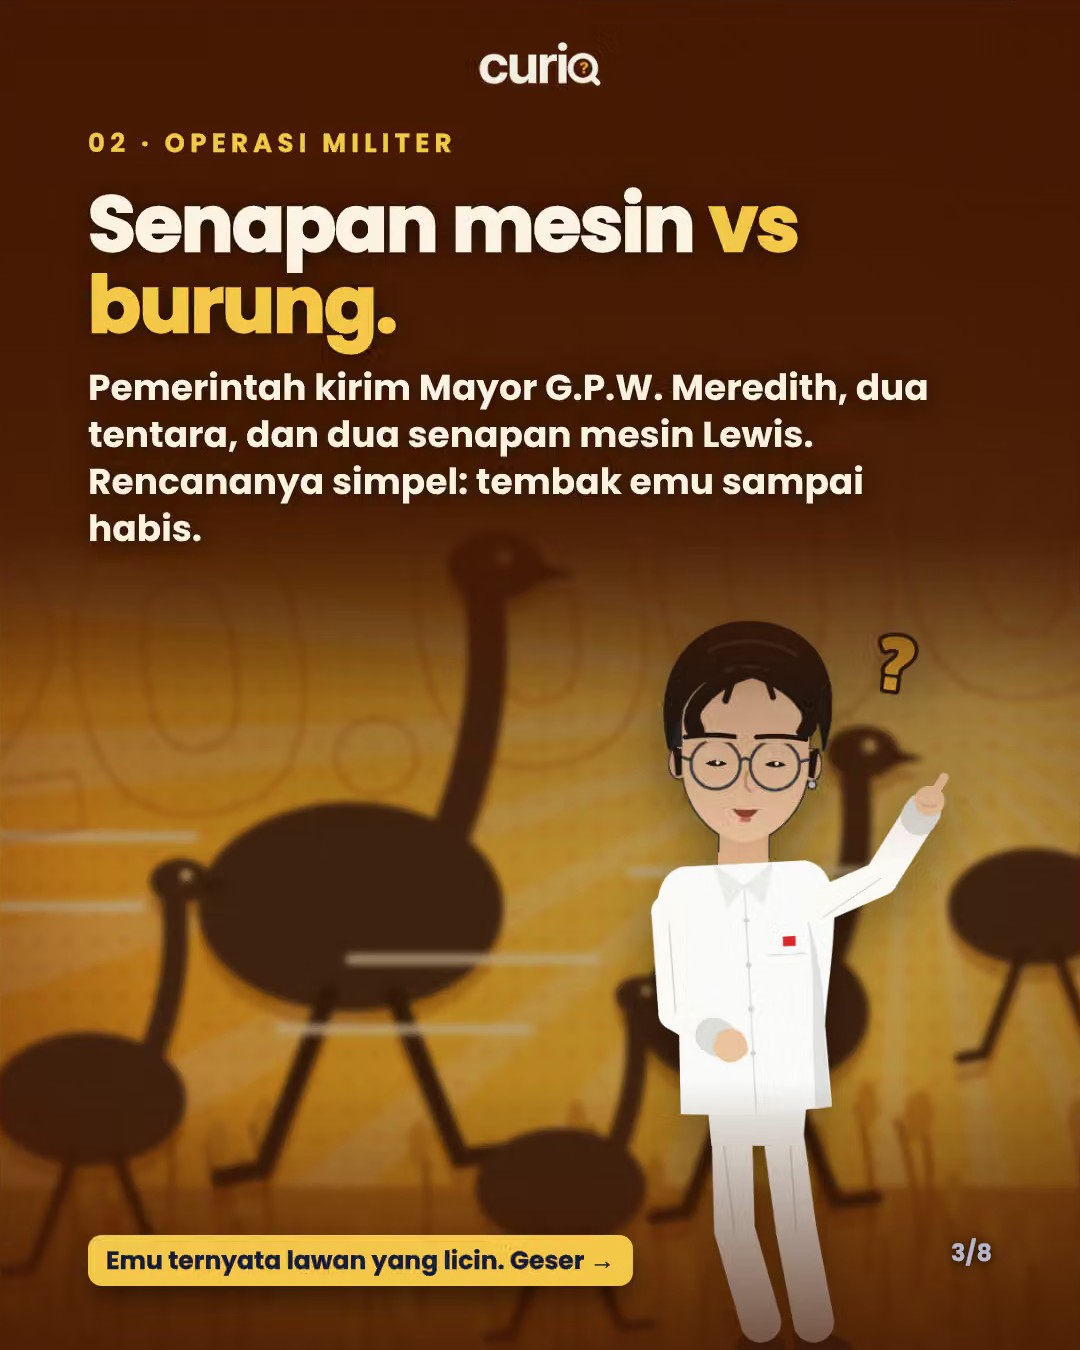 curiq
02 · OPERASI MILITER
Senapan mesin vs
burung.
Pemerintah kirim Mayor G.P.W. Meredith, dua
tentara, dan dua senapan mesin Lewis.
Rencananya simpel: tembak emu sampai
habis.
?
Emu ternyata lawan yang licin. Geser →
3/8